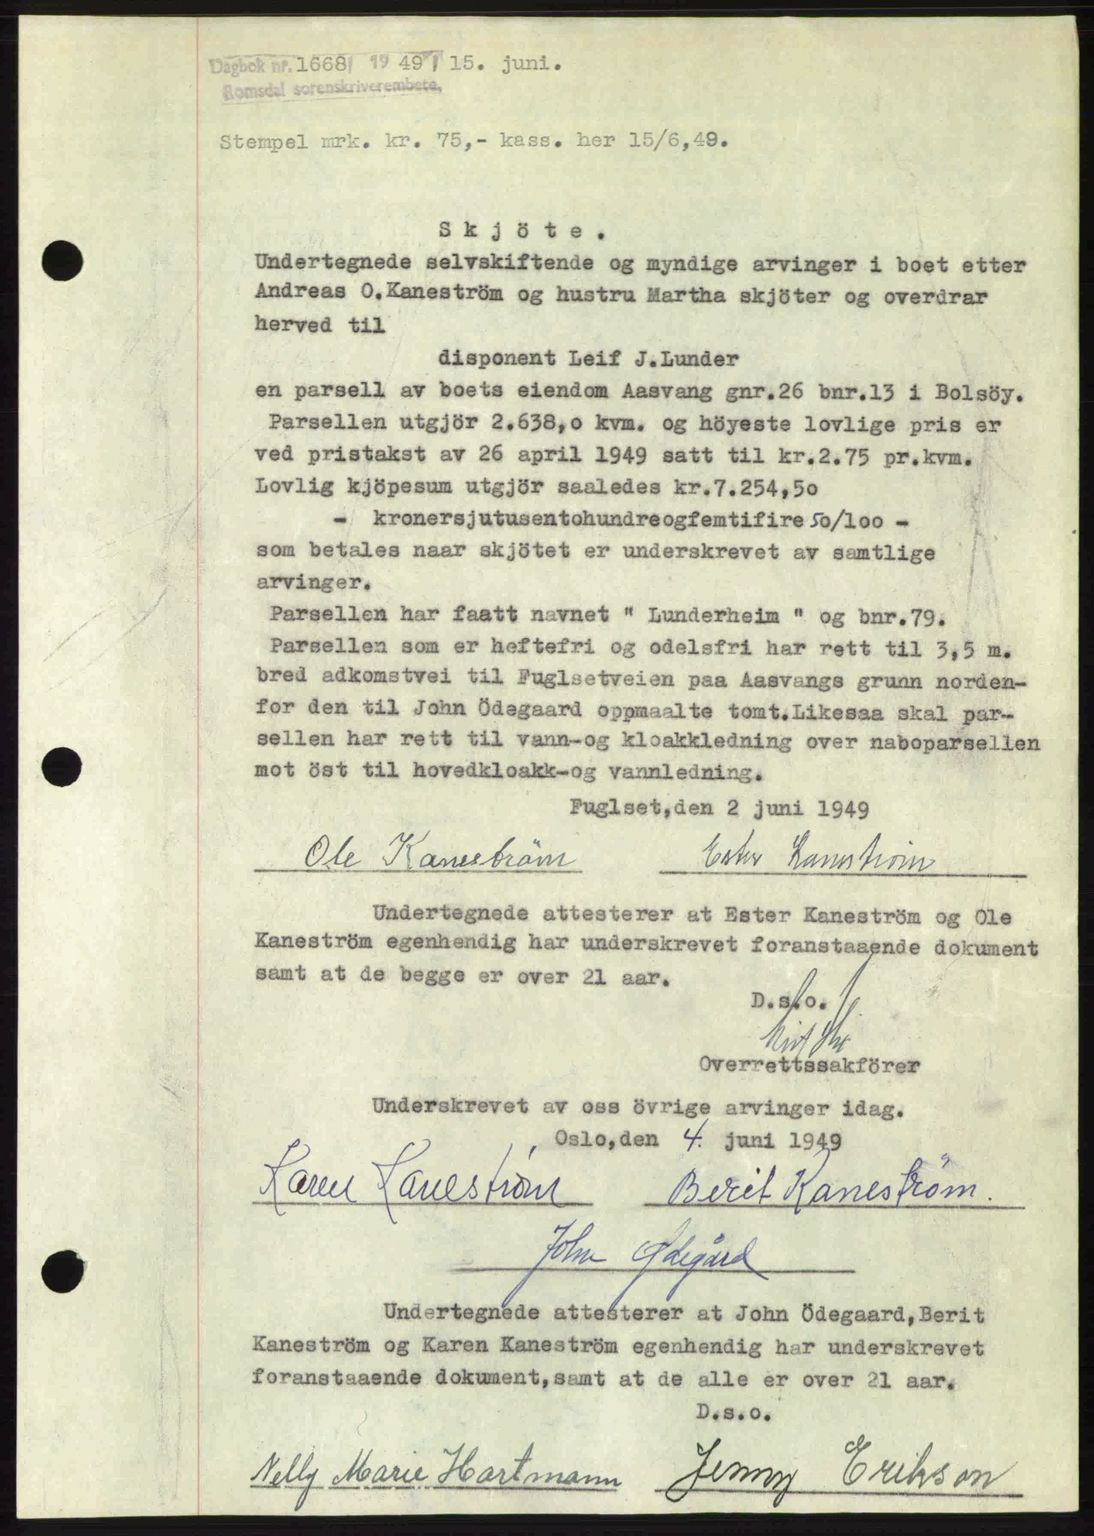 Dagbok nr. 1668/ 1949/ 15. juni.
Romsdal sorenskriverembete.
Stempel mrk. kr. 75,- kass. her 15/6,49.
S k j ö t e .
Undertegnede selvskiftende og myndige arvinger i boet etter
Andreas O.Kaneström og hustru Martha skjöter og overdrar
herved til
disponent Leif J.Lunder
en parsell av boets eiendom Aasvang gnr.26 bnr.13 i Bolsöy.
Parsellen utgjör 2.638,o kvm. og höyeste lovlige pris er
ved pristakst av 26 april 1949 satt til kr.2.75 pr.kvm.
Lovlig kjöpesum utgjör saaledes kr.7.254,5o
- kronersjutusentohundreogfemtifire 5o/1oo -
som betales naar skjötet er underskrevet av samtlige
arvinger.
Parsellen har faatt navnet " Lunderheim " og bnr.79.
Parsellen som er heftefri og odelsfri har rett til 3,5 m.
bred adkomstvei til Fuglsetveien paa Aasvangs grunn norden-
for den til John Ödegaard oppmaalte tomt.Likesaa skal par-
sellen har rett til vann-og kloakkledning over naboparsellen
mot öst til hovedkloakk-og vannledning.
Fuglset,den 2 juni 1949
Ole Kaneström Ester Kaneström
Undertegnede attesterer at Ester Kaneström og Ole
Kaneström egenhendig har underskrevet foranstaaende dokument
samt at de begge er over 21 aar.
D.s.o.
Overrettssakförer
Underskrevet av oss övrige arvinger idag.
Oslo,den 4. juni 1949
Karen Kanestrøm Berit Kaneström.
John Ødegård
Undertegnede attesterer at John Ödegaard,Berit
Kaneström og Karen Kaneström egenhendig har underskrevet
foranstaaende dokument,samt at de alle er over 21 aar.
D.s.o.
Nelly Marie Hartmann Jenny Erikson